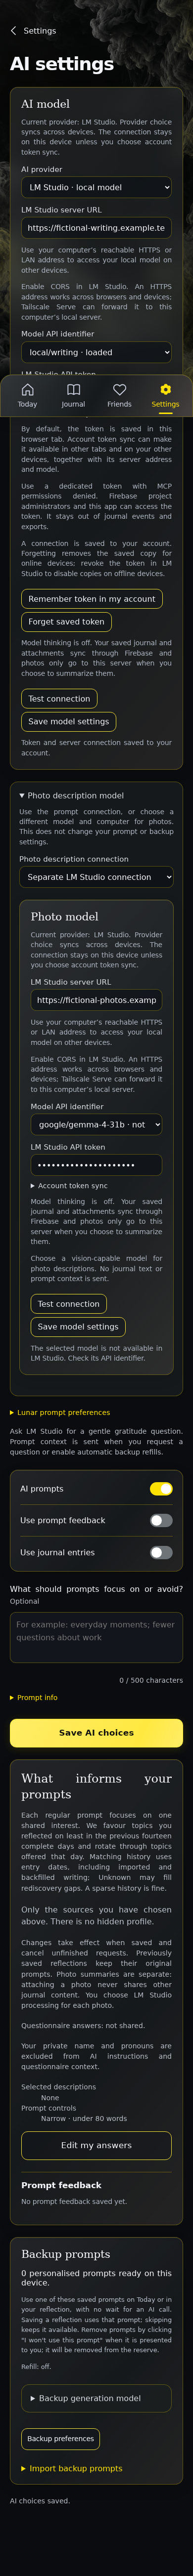 Settings
AI settings
AI model
Current provider: LM Studio. Provider
choice syncs across devices. The
connection stays on this device unless
you choose account token sync.
AI provider
LM Studio · local model
LM Studio server URL
https://fictional-writing.example.te
Use your computer's reachable HTTPS
or LAN address to access your local
model on other devices.
Enable CORS in LM Studio. An HTTPS
address works across browsers and
devices; Tailscale Serve can forward it to
this computer's local server.
Model API identifier
local/writing · loaded
Today
Journal
Friends
Settings
By default, the token is saved in this
browser tab. Account token sync can make
it available in other tabs and on your other
devices, together with its server address
and model.
Use a dedicated token with MCP
permissions denied. Firebase project
administrators and this app can access the
token. It stays out of journal events and
exports.
A connection is saved to your account.
Forgetting removes the saved copy for
online devices; revoke the token in LM
Studio to disable copies on offline devices.
Remember token in my account
Forget saved token
Model thinking is off. Your saved journal and
attachments sync through Firebase and
photos only go to this server when you
choose to summarize them.
Test connection
Save model settings
Token and server connection saved to your
account.
▼ Photo description model
Use the prompt connection, or choose a
different model and computer for photos.
This does not change your prompt or backup
settings.
Photo description connection
Separate LM Studio connection
Photo model
Current provider: LM Studio. Provider
choice syncs across devices. The
connection stays on this device unless
you choose account token sync.
LM Studio server URL
https://fictional-photos.examp
Use your computer's reachable HTTPS
or LAN address to access your local
model on other devices.
Enable CORS in LM Studio. An HTTPS
address works across browsers and
devices; Tailscale Serve can forward it
to this computer's local server.
Model API identifier
google/gemma-4-31b · not
LM Studio API token
••••••••••••••••••••
▶ Account token sync
Model thinking is off. Your saved
journal and attachments sync through
Firebase and photos only go to this
server when you choose to summarize
them.
Choose a vision-capable model for
photo descriptions. No journal text or
prompt context is sent.
Test connection
Save model settings
The selected model is not available in
LM Studio. Check its API identifier.
▶ Lunar prompt preferences
Ask LM Studio for a gentle gratitude question.
Prompt context is sent when you request a
question or enable automatic backup refills.
AI prompts
Use prompt feedback
Use journal entries
What should prompts focus on or avoid?
Optional
For example: everyday moments; fewer
questions about work
0 / 500 characters
▶ Prompt info
Save AI choices
What informs your
prompts
Each regular prompt focuses on one
shared interest. We favour topics you
reflected on least in the previous fourteen
complete days and rotate through topics
offered that day. Matching history uses
entry dates, including imported and
backfilled writing; Unknown may fill
rediscovery gaps. A sparse history is fine.
Only the sources you have chosen
above. There is no hidden profile.
Changes take effect when saved and
cancel unfinished requests. Previously
saved reflections keep their original
prompts. Photo summaries are separate:
attaching a photo never shares other
journal content. You choose LM Studio
processing for each photo.
Questionnaire answers: not shared.
Your private name and pronouns are
excluded from AI instructions and
questionnaire context.
Selected descriptions
None
Prompt controls
Narrow · under 80 words
Edit my answers
Prompt feedback
No prompt feedback saved yet.
Backup prompts
0 personalised prompts ready on this
device.
Use one of these saved prompts on Today or in
your reflection, with no wait for an AI call.
Saving a reflection uses that prompt; skipping
keeps it available. Remove prompts by clicking
"I won't use this prompt" when it is presented
to you; it will be removed from the reserve.
Refill: off.
▶ Backup generation model
Backup preferences
▶ Import backup prompts
AI choices saved.